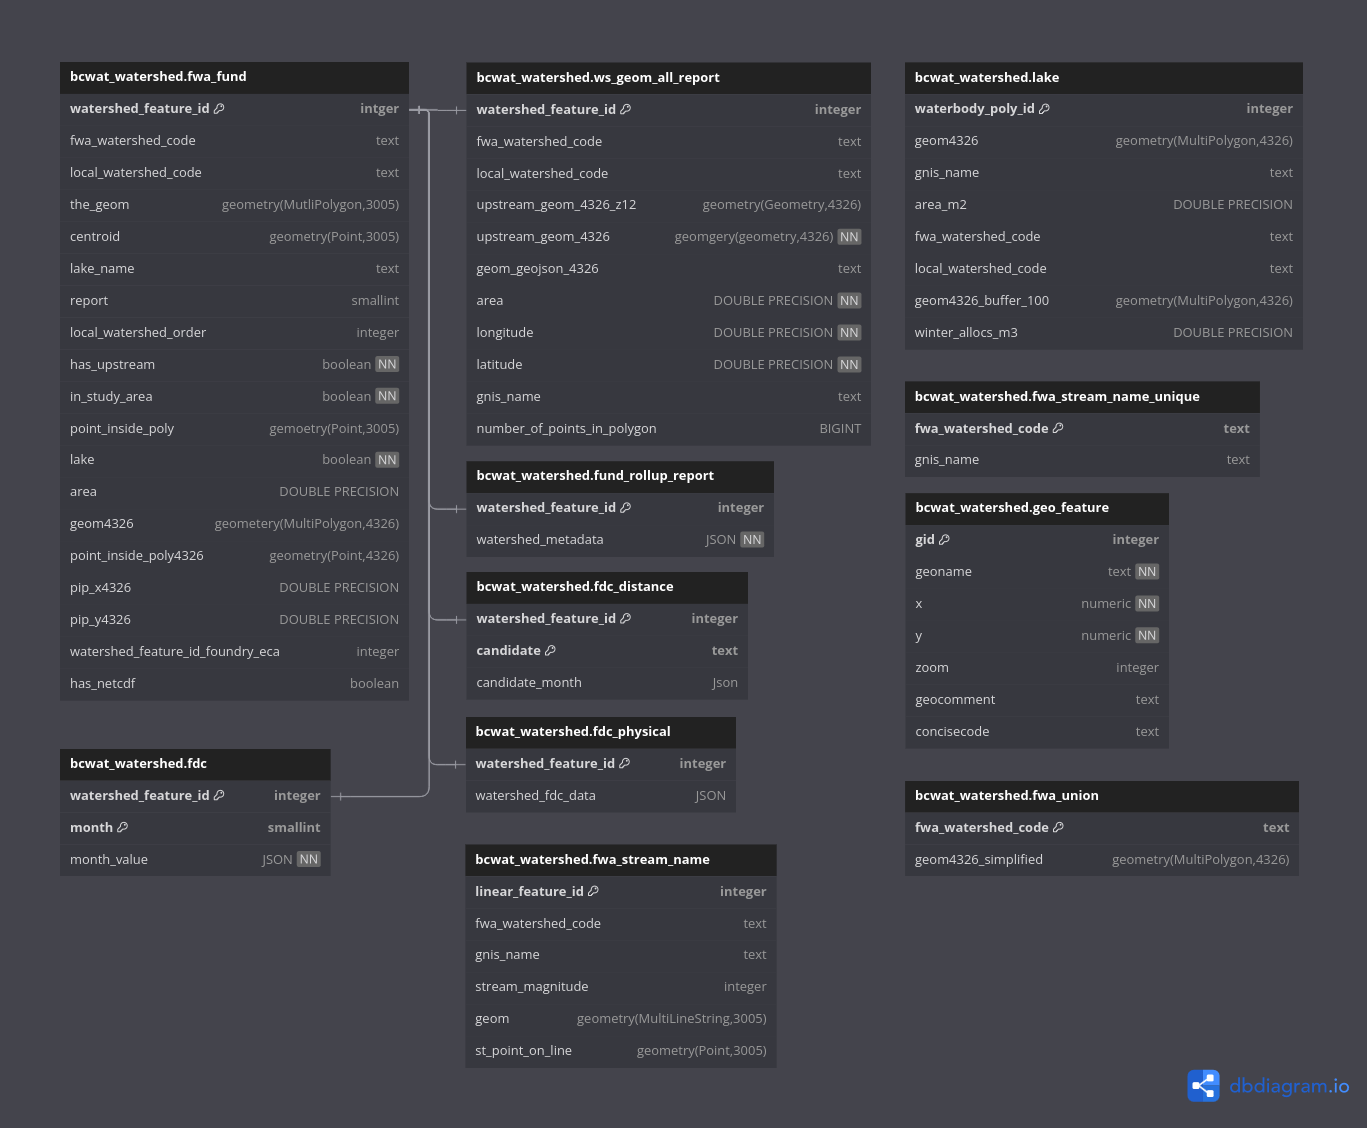 bcwat_watershed.fwa_fund
watershed_feature_id intger
fwa_watershed_code text
local_watershed_code text
the_geom geometry(MutliPolygon,3005)
centroid geometry(Point,3005)
lake_name text
report smallint
local_watershed_order integer
has_upstream boolean NN
in_study_area boolean NN
point_inside_poly gemoetry(Point,3005)
lake boolean NN
area DOUBLE PRECISION
geom4326 geometery(MultiPolygon,4326)
point_inside_poly4326 geometry(Point,4326)
pip_x4326 DOUBLE PRECISION
pip_y4326 DOUBLE PRECISION
watershed_feature_id_foundry_eca integer
has_netcdf boolean
bcwat_watershed.fdc
watershed_feature_id integer
month smallint
month_value JSON NN
bcwat_watershed.ws_geom_all_report
watershed_feature_id integer
fwa_watershed_code text
local_watershed_code text
upstream_geom_4326_z12 geometry(Geometry,4326)
upstream_geom_4326 geomgery(geometry,4326) NN
geom_geojson_4326 text
area DOUBLE PRECISION NN
longitude DOUBLE PRECISION NN
latitude DOUBLE PRECISION NN
gnis_name text
number_of_points_in_polygon BIGINT
bcwat_watershed.fund_rollup_report
watershed_feature_id integer
watershed_metadata JSON NN
bcwat_watershed.fdc_distance
watershed_feature_id integer
candidate text
candidate_month Json
bcwat_watershed.fdc_physical
watershed_feature_id integer
watershed_fdc_data JSON
bcwat_watershed.fwa_stream_name
linear_feature_id integer
fwa_watershed_code text
gnis_name text
stream_magnitude integer
geom geometry(MultiLineString,3005)
st_point_on_line geometry(Point,3005)
bcwat_watershed.lake
waterbody_poly_id integer
geom4326 geometry(MultiPolygon,4326)
gnis_name text
area_m2 DOUBLE PRECISION
fwa_watershed_code text
local_watershed_code text
geom4326_buffer_100 geometry(MultiPolygon,4326)
winter_allocs_m3 DOUBLE PRECISION
bcwat_watershed.fwa_stream_name_unique
fwa_watershed_code text
gnis_name text
bcwat_watershed.geo_feature
gid integer
geoname text NN
x numeric NN
y numeric NN
zoom integer
geocomment text
concisecode text
bcwat_watershed.fwa_union
fwa_watershed_code text
geom4326_simplified geometry(MultiPolygon,4326)
dbdiagram.io